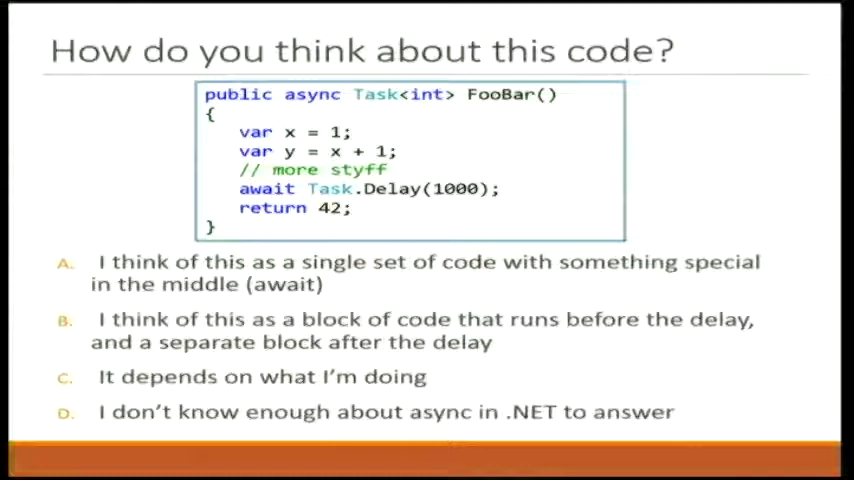 How do you think about this code?
public async Task<int> FooBar()
{
var x = 1;
var y = x + 1;
// more styff
await Task.Delay(1000);
return 42;
}
A. I think of this as a single set of code with something special
in the middle (await)
B. I think of this as a block of code that runs before the delay,
and a separate block after the delay
C. It depends on what I'm doing
D. I don't know enough about async in .NET to answer